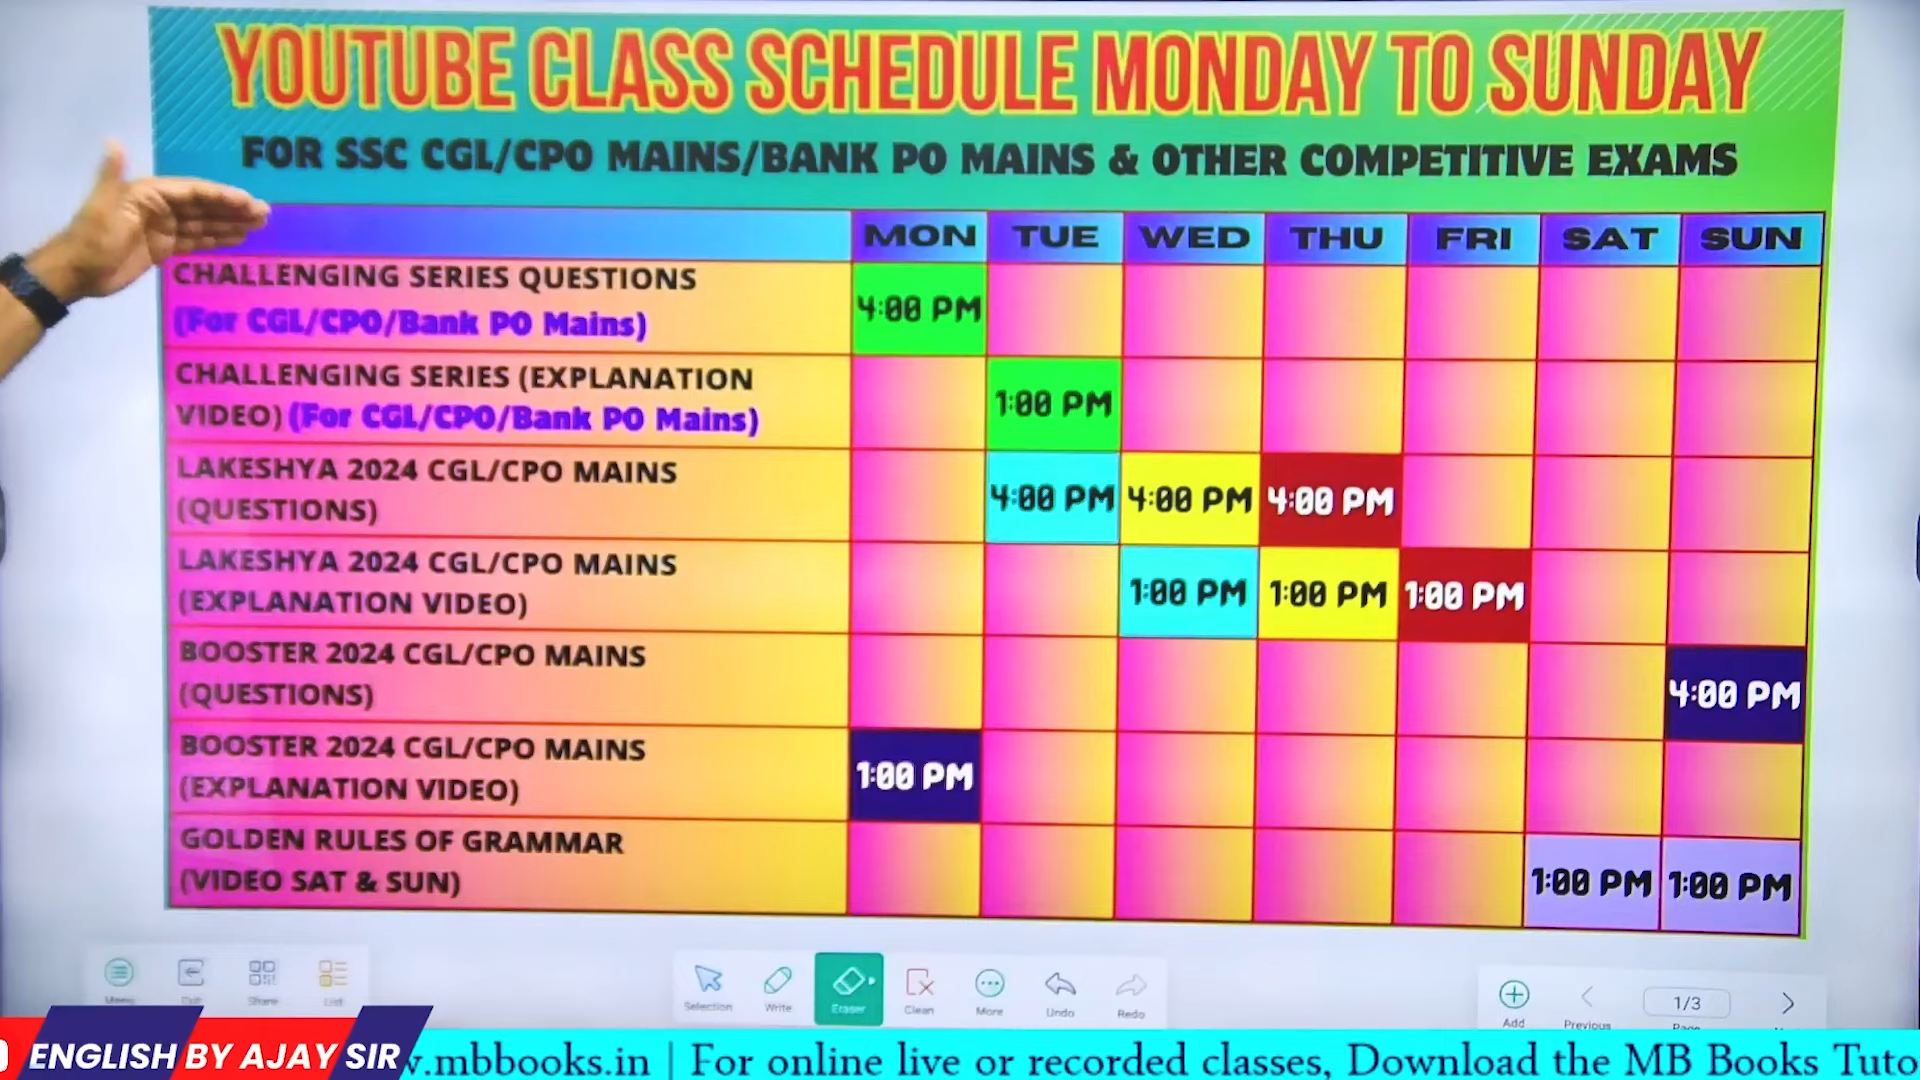 YOUTUBE CLASS SCHEDULE MONDAY TO SUNDAY
FOR SSC CGL/CPO MAINS/BANK PO MAINS & OTHER COMPETITIVE EXAMS
MON TUE WED THU FRI SAT SUN
CHALLENGING SERIES QUESTIONS
(For CGL/CPO/Bank PO Mains)
4:00 PM
CHALLENGING SERIES (EXPLANATION
VIDEO) (For CGL/CPO/Bank PO Mains)
1:00 PM
LAKESHYA 2024 CGL/CPO MAINS
(QUESTIONS)
4:00 PM 4:00 PM 4:00 PM
LAKESHYA 2024 CGL/CPO MAINS
(EXPLANATION VIDEO)
1:00 PM 1:00 PM 1:00 PM
BOOSTER 2024 CGL/CPO MAINS
(QUESTIONS)
4:00 PM
BOOSTER 2024 CGL/CPO MAINS
(EXPLANATION VIDEO)
1:00 PM
GOLDEN RULES OF GRAMMAR
(VIDEO SAT & SUN)
1:00 PM 1:00 PM
Menu Exit Share List
Selection Write Eraser Clean More Undo Redo
Add Previous 1/3 Page
ENGLISH BY AJAY SIR
w.mbbooks.in | For online live or recorded classes, Download the MB Books Tuto